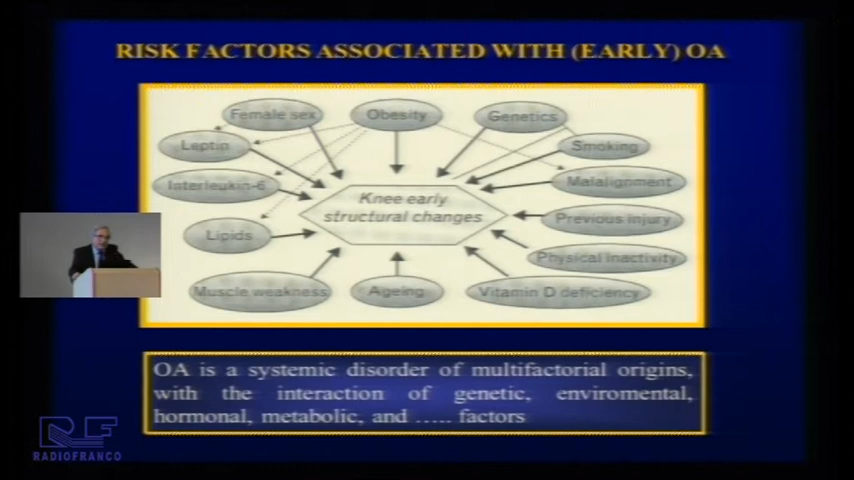 RISK FACTORS ASSOCIATED WITH (EARLY) OA
Female sex
Obesity
Genetics
Leptin
Smoking
Interleukin-6
Malalignment
Knee early
structural changes
Previous injury
Lipids
Physical inactivity
Muscle weakness
Ageing
Vitamin D deficiency
OA is a systemic disorder of multifactorial origins,
with the interaction of genetic, enviromental,
hormonal, metabolic, and ..... factors
RF
RADIOFRANCO